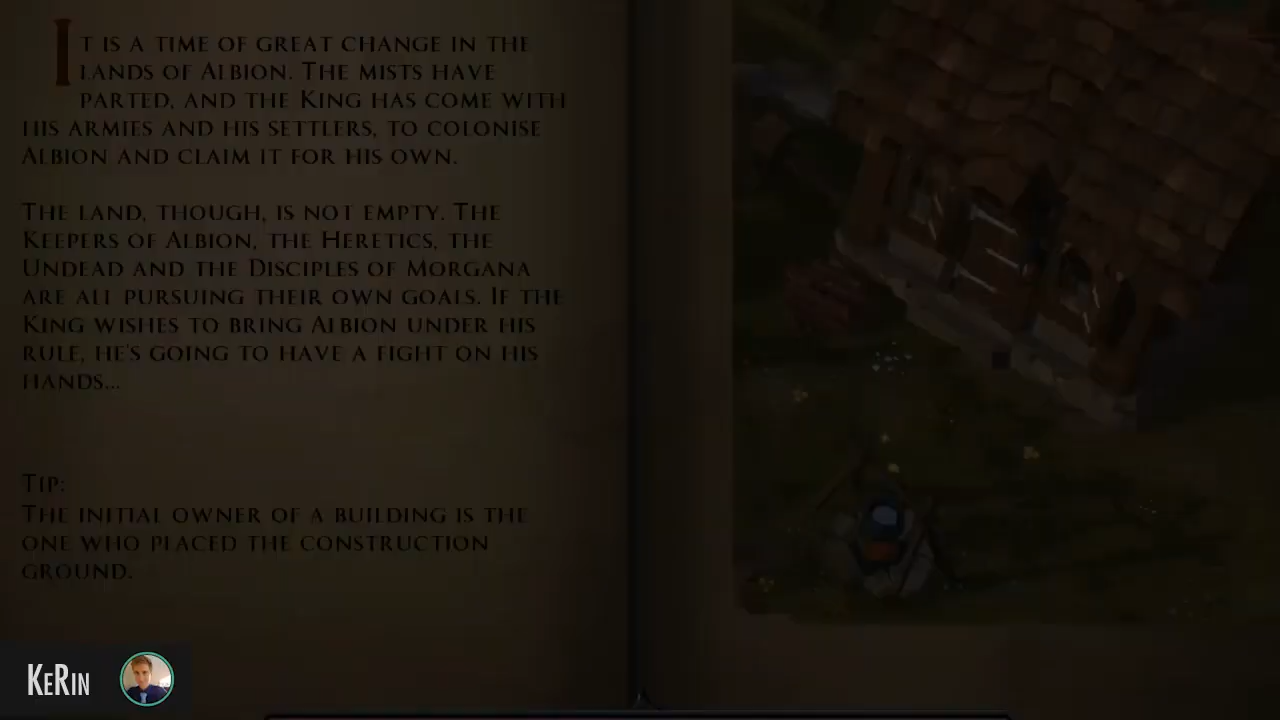 IT IS A TIME OF GREAT CHANGE IN THE
LANDS OF ALBION. THE MISTS HAVE
PARTED, AND THE KING HAS COME WITH
HIS ARMIES AND HIS SETTLERS, TO COLONISE
ALBION AND CLAIM IT FOR HIS OWN.
THE LAND, THOUGH, IS NOT EMPTY. THE
KEEPERS OF ALBION, THE HERETICS, THE
UNDEAD AND THE DISCIPLES OF MORGANA
ARE ALL PURSUING THEIR OWN GOALS. IF THE
KING WISHES TO BRING ALBION UNDER HIS
RULE, HE'S GOING TO HAVE A FIGHT ON HIS
HANDS...
TIP:
THE INITIAL OWNER OF A BUILDING IS THE
ONE WHO PLACED THE CONSTRUCTION
GROUND.
KERIN